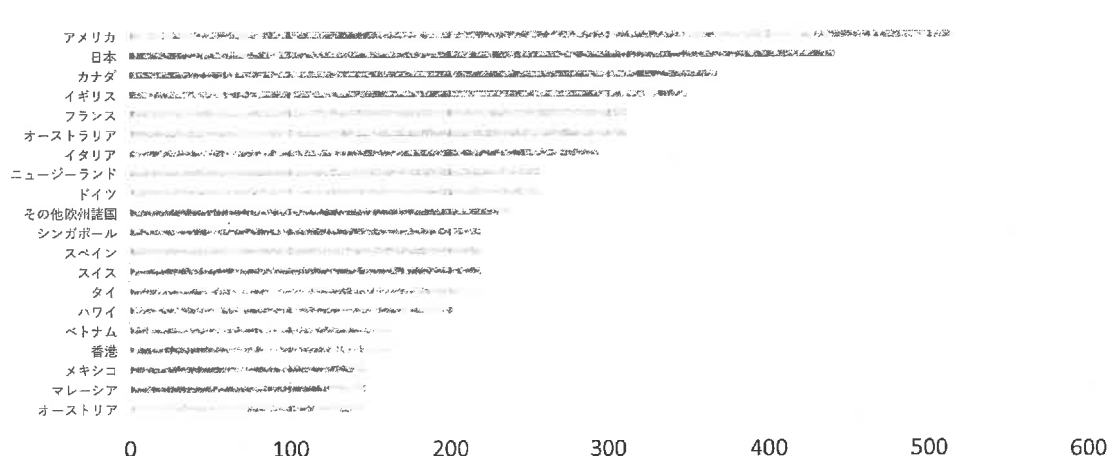 アメリカ
日本
カナダ
イギリス
フランス
オーストラリア
イタリア
ニュージーランド
ドイツ
その他欧州諸国
シンガポール
スペイン
スイス
タイ
ハワイ
ベトナム
香港
メキシコ
マレーシア
オーストリア
0 100 200 300 400 500 600